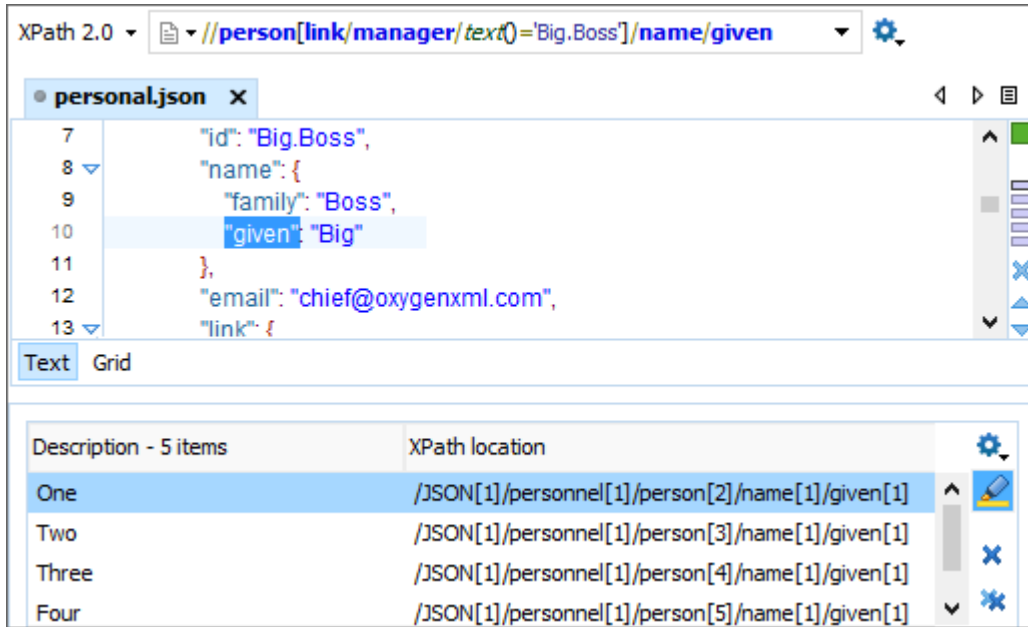 XPath 2.0 //person[link/manager/text()='Big.Boss']/name/given
personal.json
7 "id": "Big.Boss",
8 "name": {
9 "family": "Boss",
10 "given": "Big"
11 },
12 "email": "chief@oxygenxml.com",
13 "link": {
Text Grid
Description - 5 items XPath location
One /JSON[1]/personnel[1]/person[2]/name[1]/given[1]
Two /JSON[1]/personnel[1]/person[3]/name[1]/given[1]
Three /JSON[1]/personnel[1]/person[4]/name[1]/given[1]
Four /JSON[1]/personnel[1]/person[5]/name[1]/given[1]